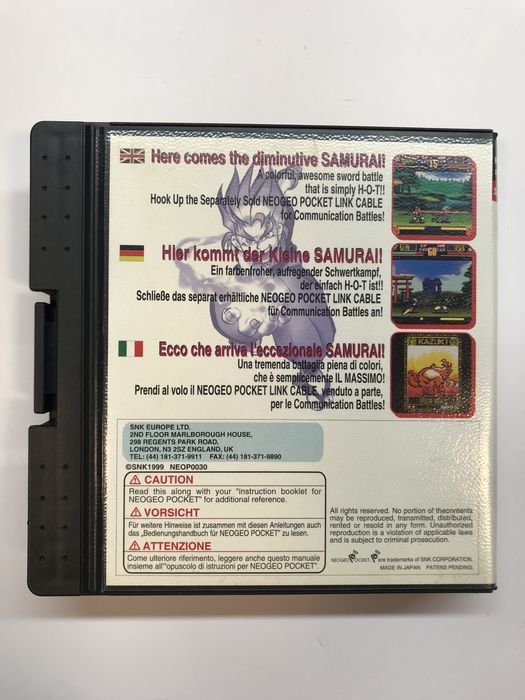 Here comes the diminutive SAMURAI!
A colorful, awesome sword battle
that is simply H-O-T!!
Hook Up the Separately Sold NEOGEO POCKET LINK CABLE
for Communication Battles!
Hier kommt der Kleine SAMURAI!
Ein farbenfroher, aufregender Schwertkampf,
der einfach H-O-T ist!!
Schließe das separat erhältliche NEOGEO POCKET LINK CABLE
für Communication Battles an!
Ecco che arriva l'eccezionale SAMURAI!
Una tremenda battaglia piena di colori,
che è semplicemente IL MASSIMO!
Prendi al volo il NEOGEO POCKET LINK CABLE, venduto a parte,
per le Communication Battles!
KAZUKI
SNK EUROPE LTD.
2ND FLOOR MARLBOROUGH HOUSE,
298 REGENTS PARK ROAD,
LONDON, N3 2SZ ENGLAND, UK
TEL: (44) 181-371-9911 FAX: (44) 181-371-9890
©SNK1999 NEOP0030
CAUTION
Read this along with your "instruction booklet for
NEOGEO POCKET" for additional reference.
VORSICHT
Für weitere Hinweise ist zusammen mit diesen Anleitungen auch
das „Bedienungshandbuch für NEOGEO POCKET" zu lesen.
ATTENZIONE
Come ulteriore riferimento, leggere anche questo manuale
insieme all'"opuscolo di istruzioni per NEOGEO POCKET".
All rights reserved. No portion of thecontents
may be reproduced, transmitted, distributed,
rented or resold in any form. Unauthorized
reproduction is a violation of applicable laws
and is subject to criminal prosecution.
NEOGEO POCKET, are trademarks of SNK CORPORATION.
MADE IN JAPAN PATENS PENDING.